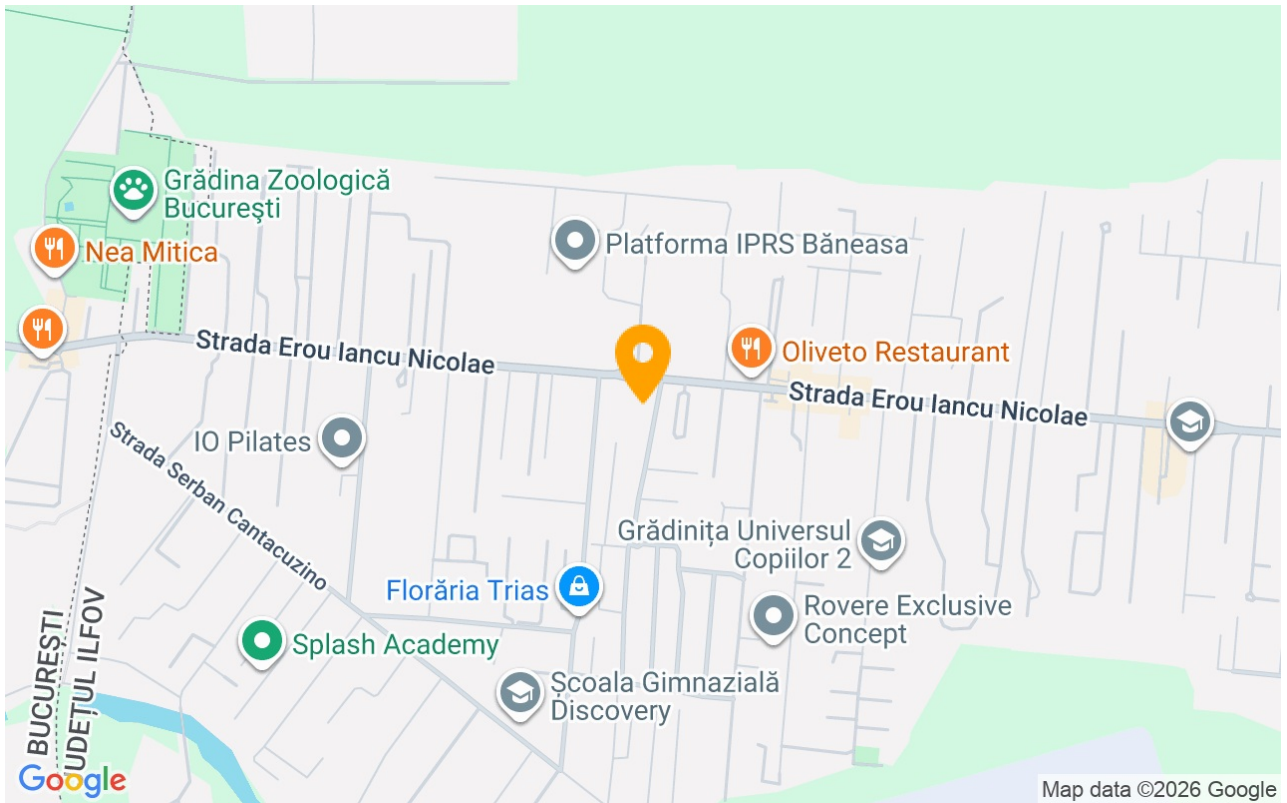 Grădina Zoologică
București
Nea Mitica
Platforma IPRS Băneasa
Strada Erou Iancu Nicolae
Oliveto Restaurant
Strada Erou Iancu Nicolae
IO Pilates
Strada Serban Cantacuzino
Grădinița Universul
Copiilor 2
Florăria Trias
Rovere Exclusive
Concept
Splash Academy
Școala Gimnazială
Discovery
BUCUREȘTI
JUDEȚUL ILFOV
Google
Map data ©2026 Google